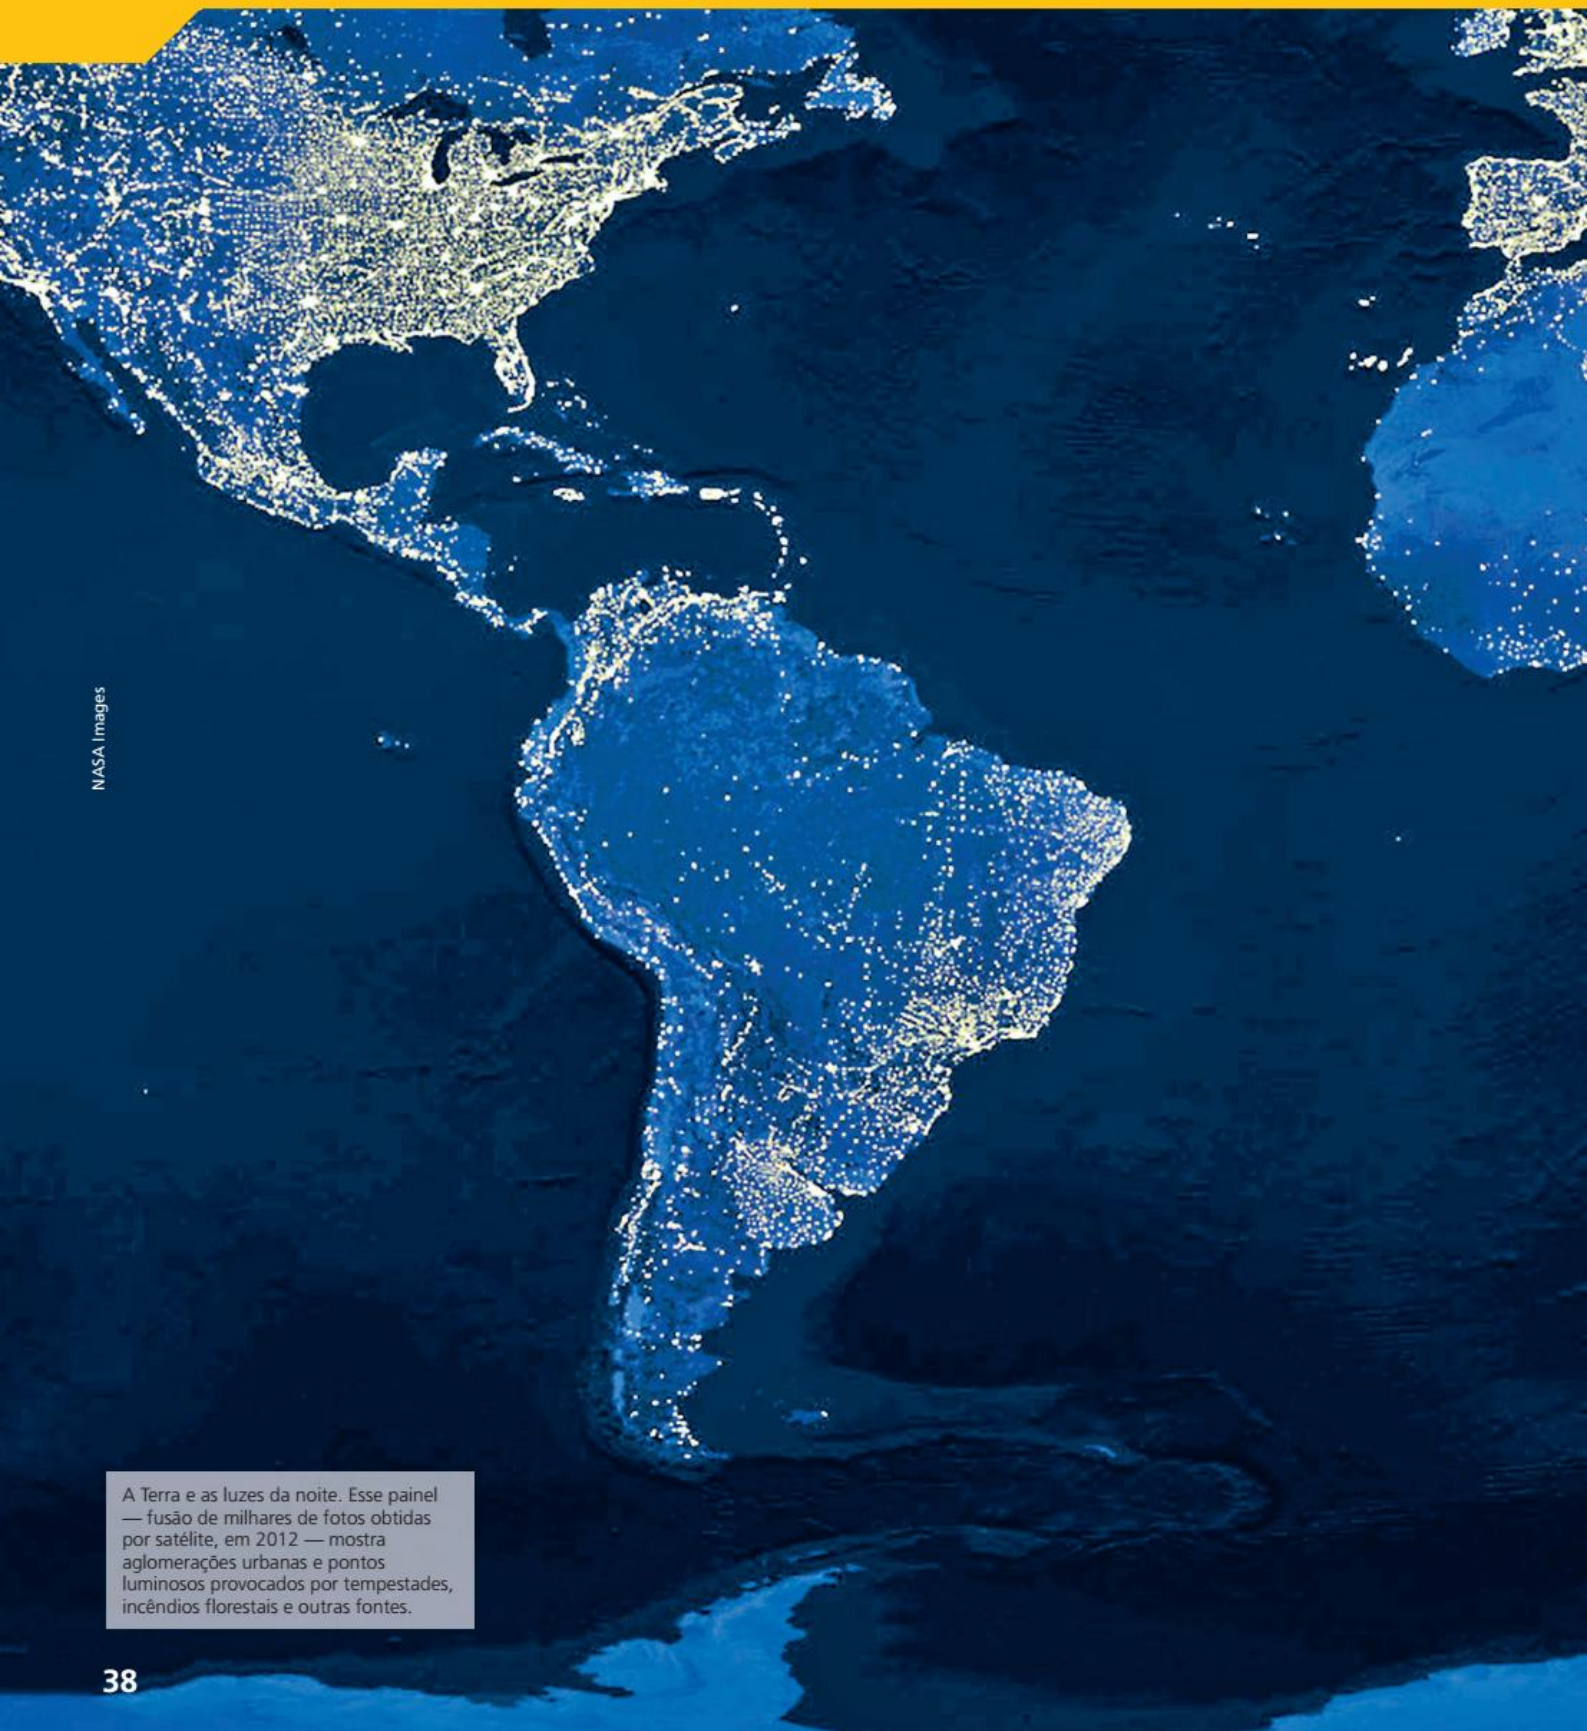 NASA Images
A Terra e as luzes da noite. Esse painel
— fusão de milhares de fotos obtidas
por satélite, em 2012 — mostra
aglomerações urbanas e pontos
luminosos provocados por tempestades,
incêndios florestais e outras fontes.
38